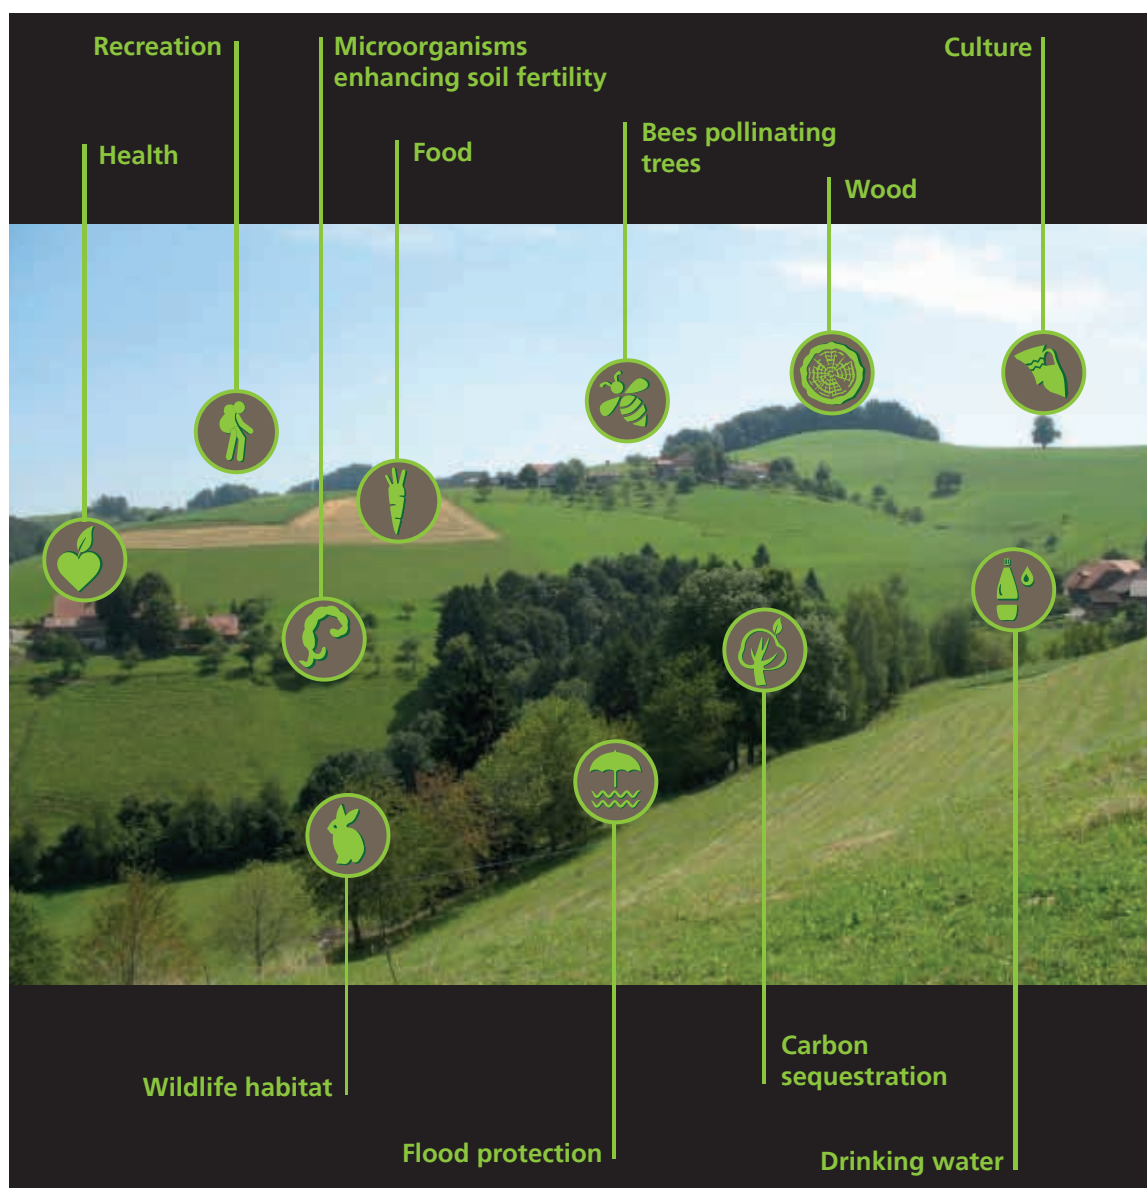 Recreation
Microorganisms
enhancing soil fertility
Culture
Health
Food
Bees pollinating
trees
Wood
Wildlife habitat
Flood protection
Carbon
sequestration
Drinking water